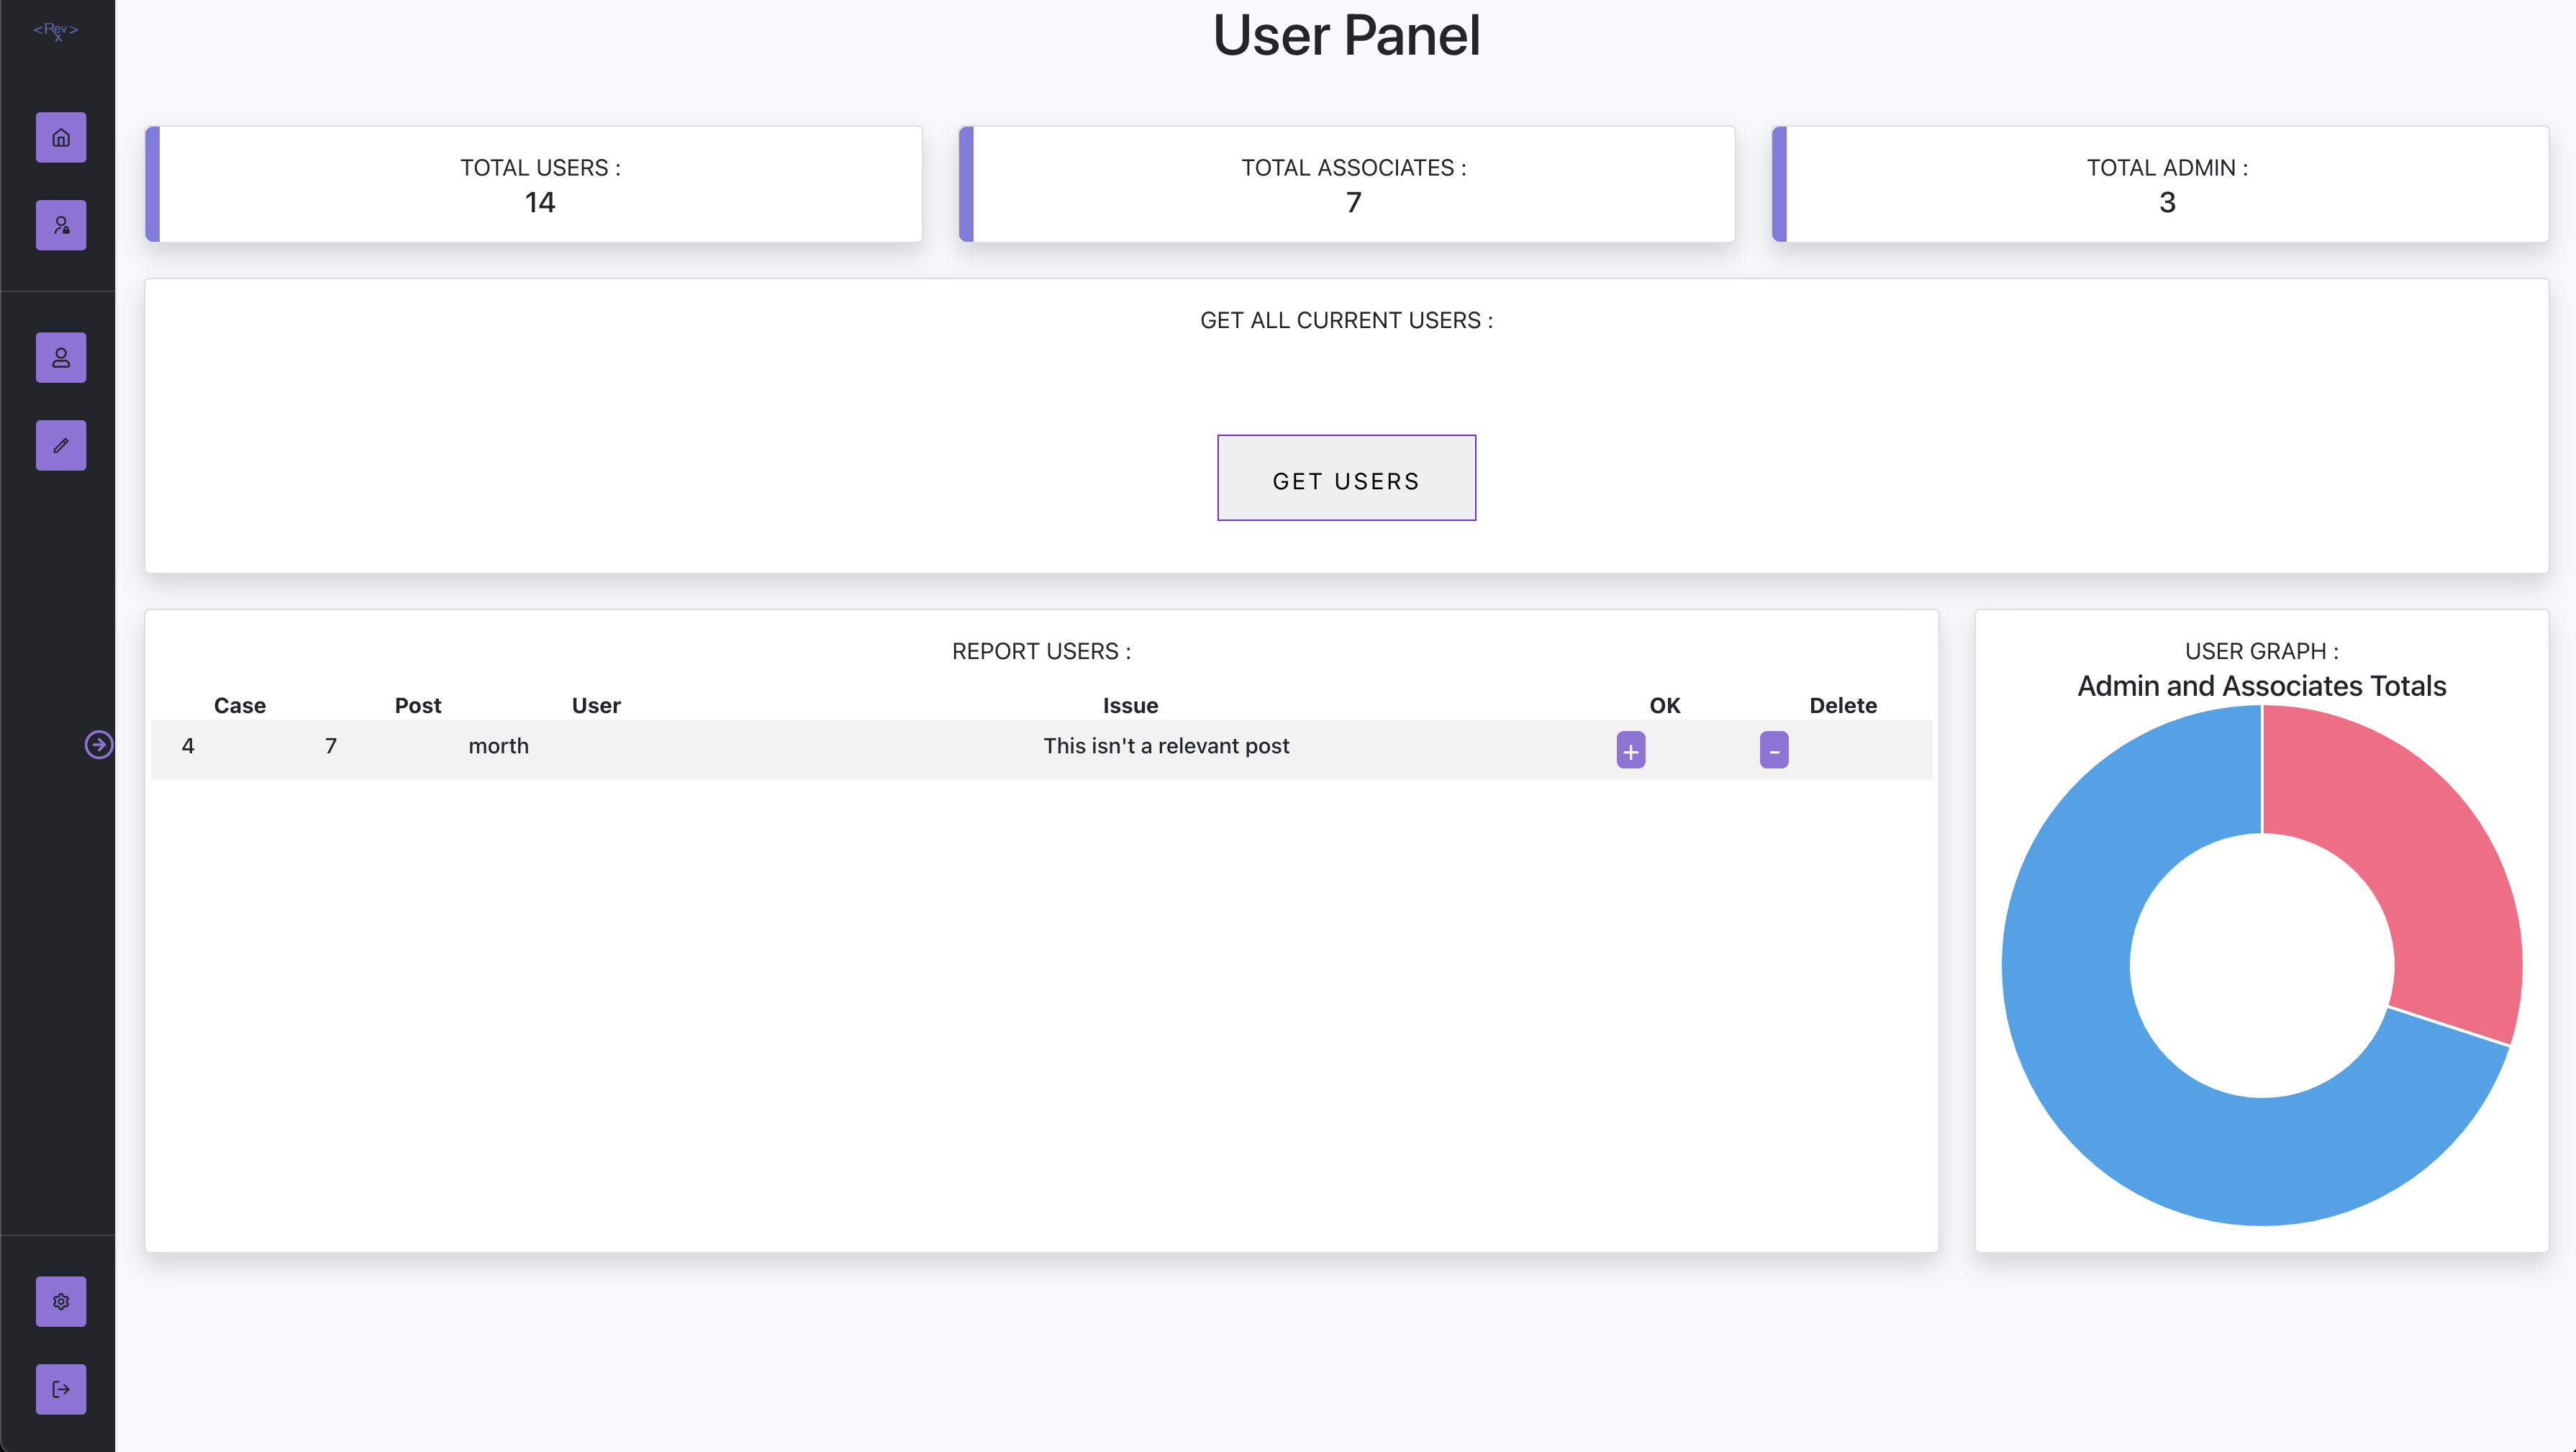 <Rev>
x
User Panel
TOTAL USERS :
14
TOTAL ASSOCIATES :
7
TOTAL ADMIN :
3
GET ALL CURRENT USERS :
GET USERS
REPORT USERS :
Case Post User Issue OK Delete
4 7 morth This isn't a relevant post + -
USER GRAPH :
Admin and Associates Totals